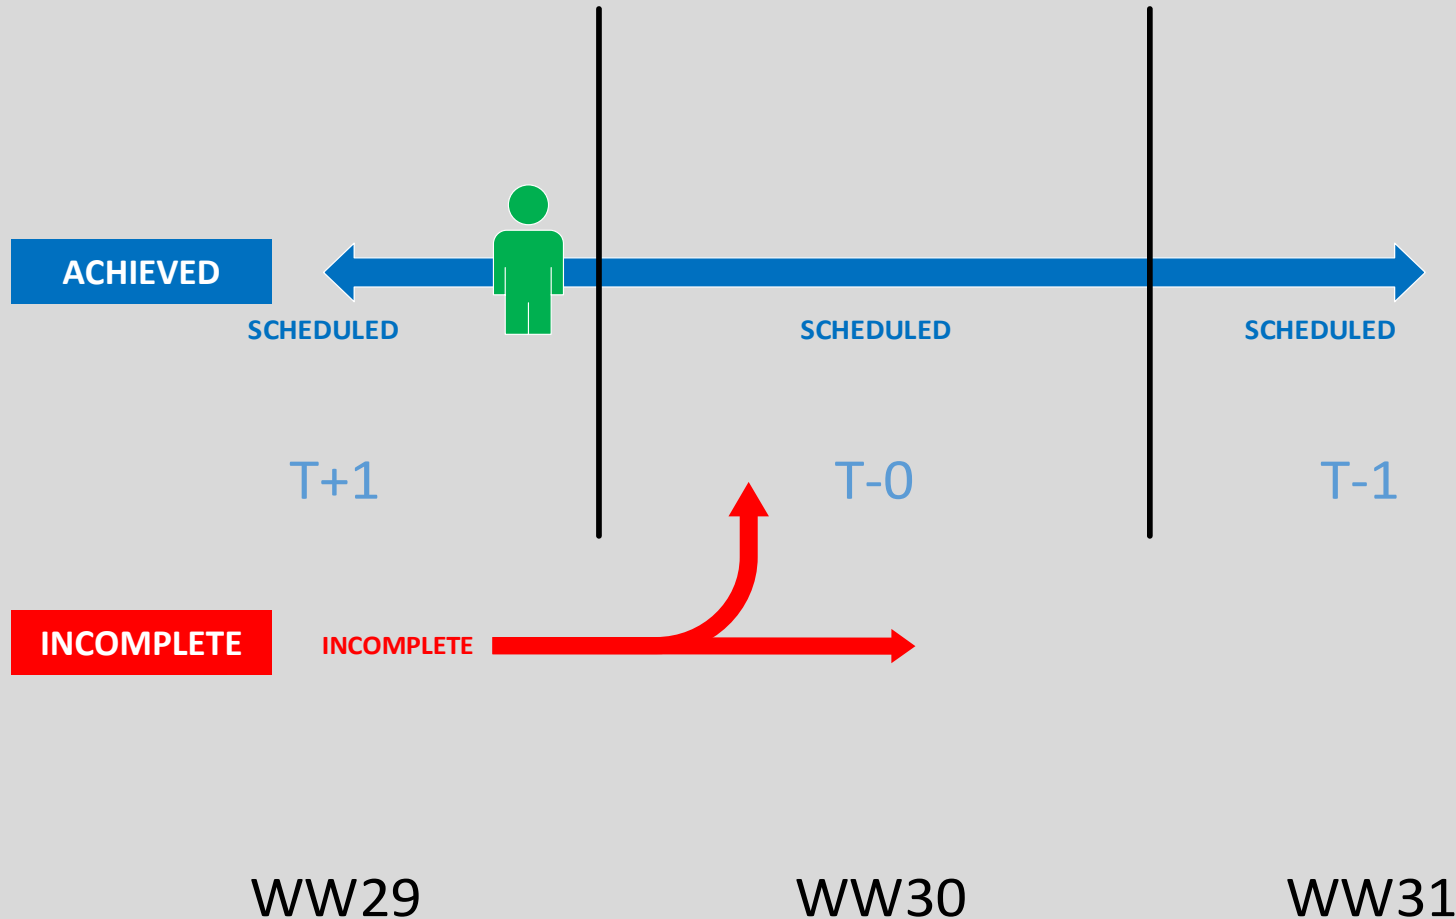 ACHIEVED
SCHEDULED
SCHEDULED
SCHEDULED
T+1
T-0
T-1
INCOMPLETE
INCOMPLETE
WW29
WW30
WW31